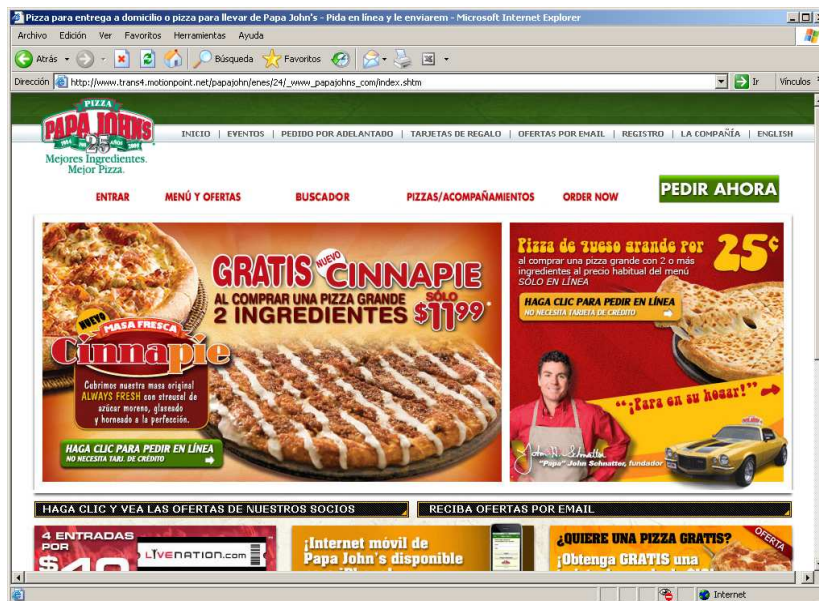 Pizza para entrega a domicilio o pizza para llevar de Papa John's - Pida en línea y le enviarem - Microsoft Internet Explorer
Archivo Edición Ver Favoritos Herramientas Ayuda
Atrás Búsqueda Favoritos
Dirección http://www.trans4.motionpoint.net/papajohn/enes/24/_www_papajohns_com/index.shtm Ir Vínculos
PIZZA
PAPA JOHNS
25 AÑOS
Mejores Ingredientes.
Mejor Pizza.
INICIO | EVENTOS | PEDIDO POR ADELANTADO | TARJETAS DE REGALO | OFERTAS POR EMAIL | REGISTRO | LA COMPAÑÍA | ENGLISH
ENTRAR MENÚ Y OFERTAS BUSCADOR PIZZAS/ACOMPAÑAMIENTOS ORDER NOW PEDIR AHORA
GRATIS NUEVO CINNAPIE
AL COMPRAR UNA PIZZA GRANDE
2 INGREDIENTES SÓLO $11.99*
NUEVO
MASA FRESCA
Cinnapie
Cubrimos nuestra masa original
ALWAYS FRESH con streusel de
azúcar moreno, glaseado
y horneado a la perfección.
HAGA CLIC PARA PEDIR EN LÍNEA
NO NECESITA TARJ. DE CRÉDITO
Pizza de queso grande por 25¢
al comprar una pizza grande con 2 o más
ingredientes al precio habitual del menú
SÓLO EN LÍNEA
HAGA CLIC PARA PEDIR EN LÍNEA
NO NECESITA TARJETA DE CRÉDITO
"¡Para en su hogar!"
John H. Schnatter
"Papa" John Schnatter, fundador
HAGA CLIC Y VEA LAS OFERTAS DE NUESTROS SOCIOS
RECIBA OFERTAS POR EMAIL
4 ENTRADAS
POR
LIVENATION.com
¡Internet móvil de
Papa John's disponible
¿QUIERE UNA PIZZA GRATIS?
OFERTA
¡Obtenga GRATIS una
Internet